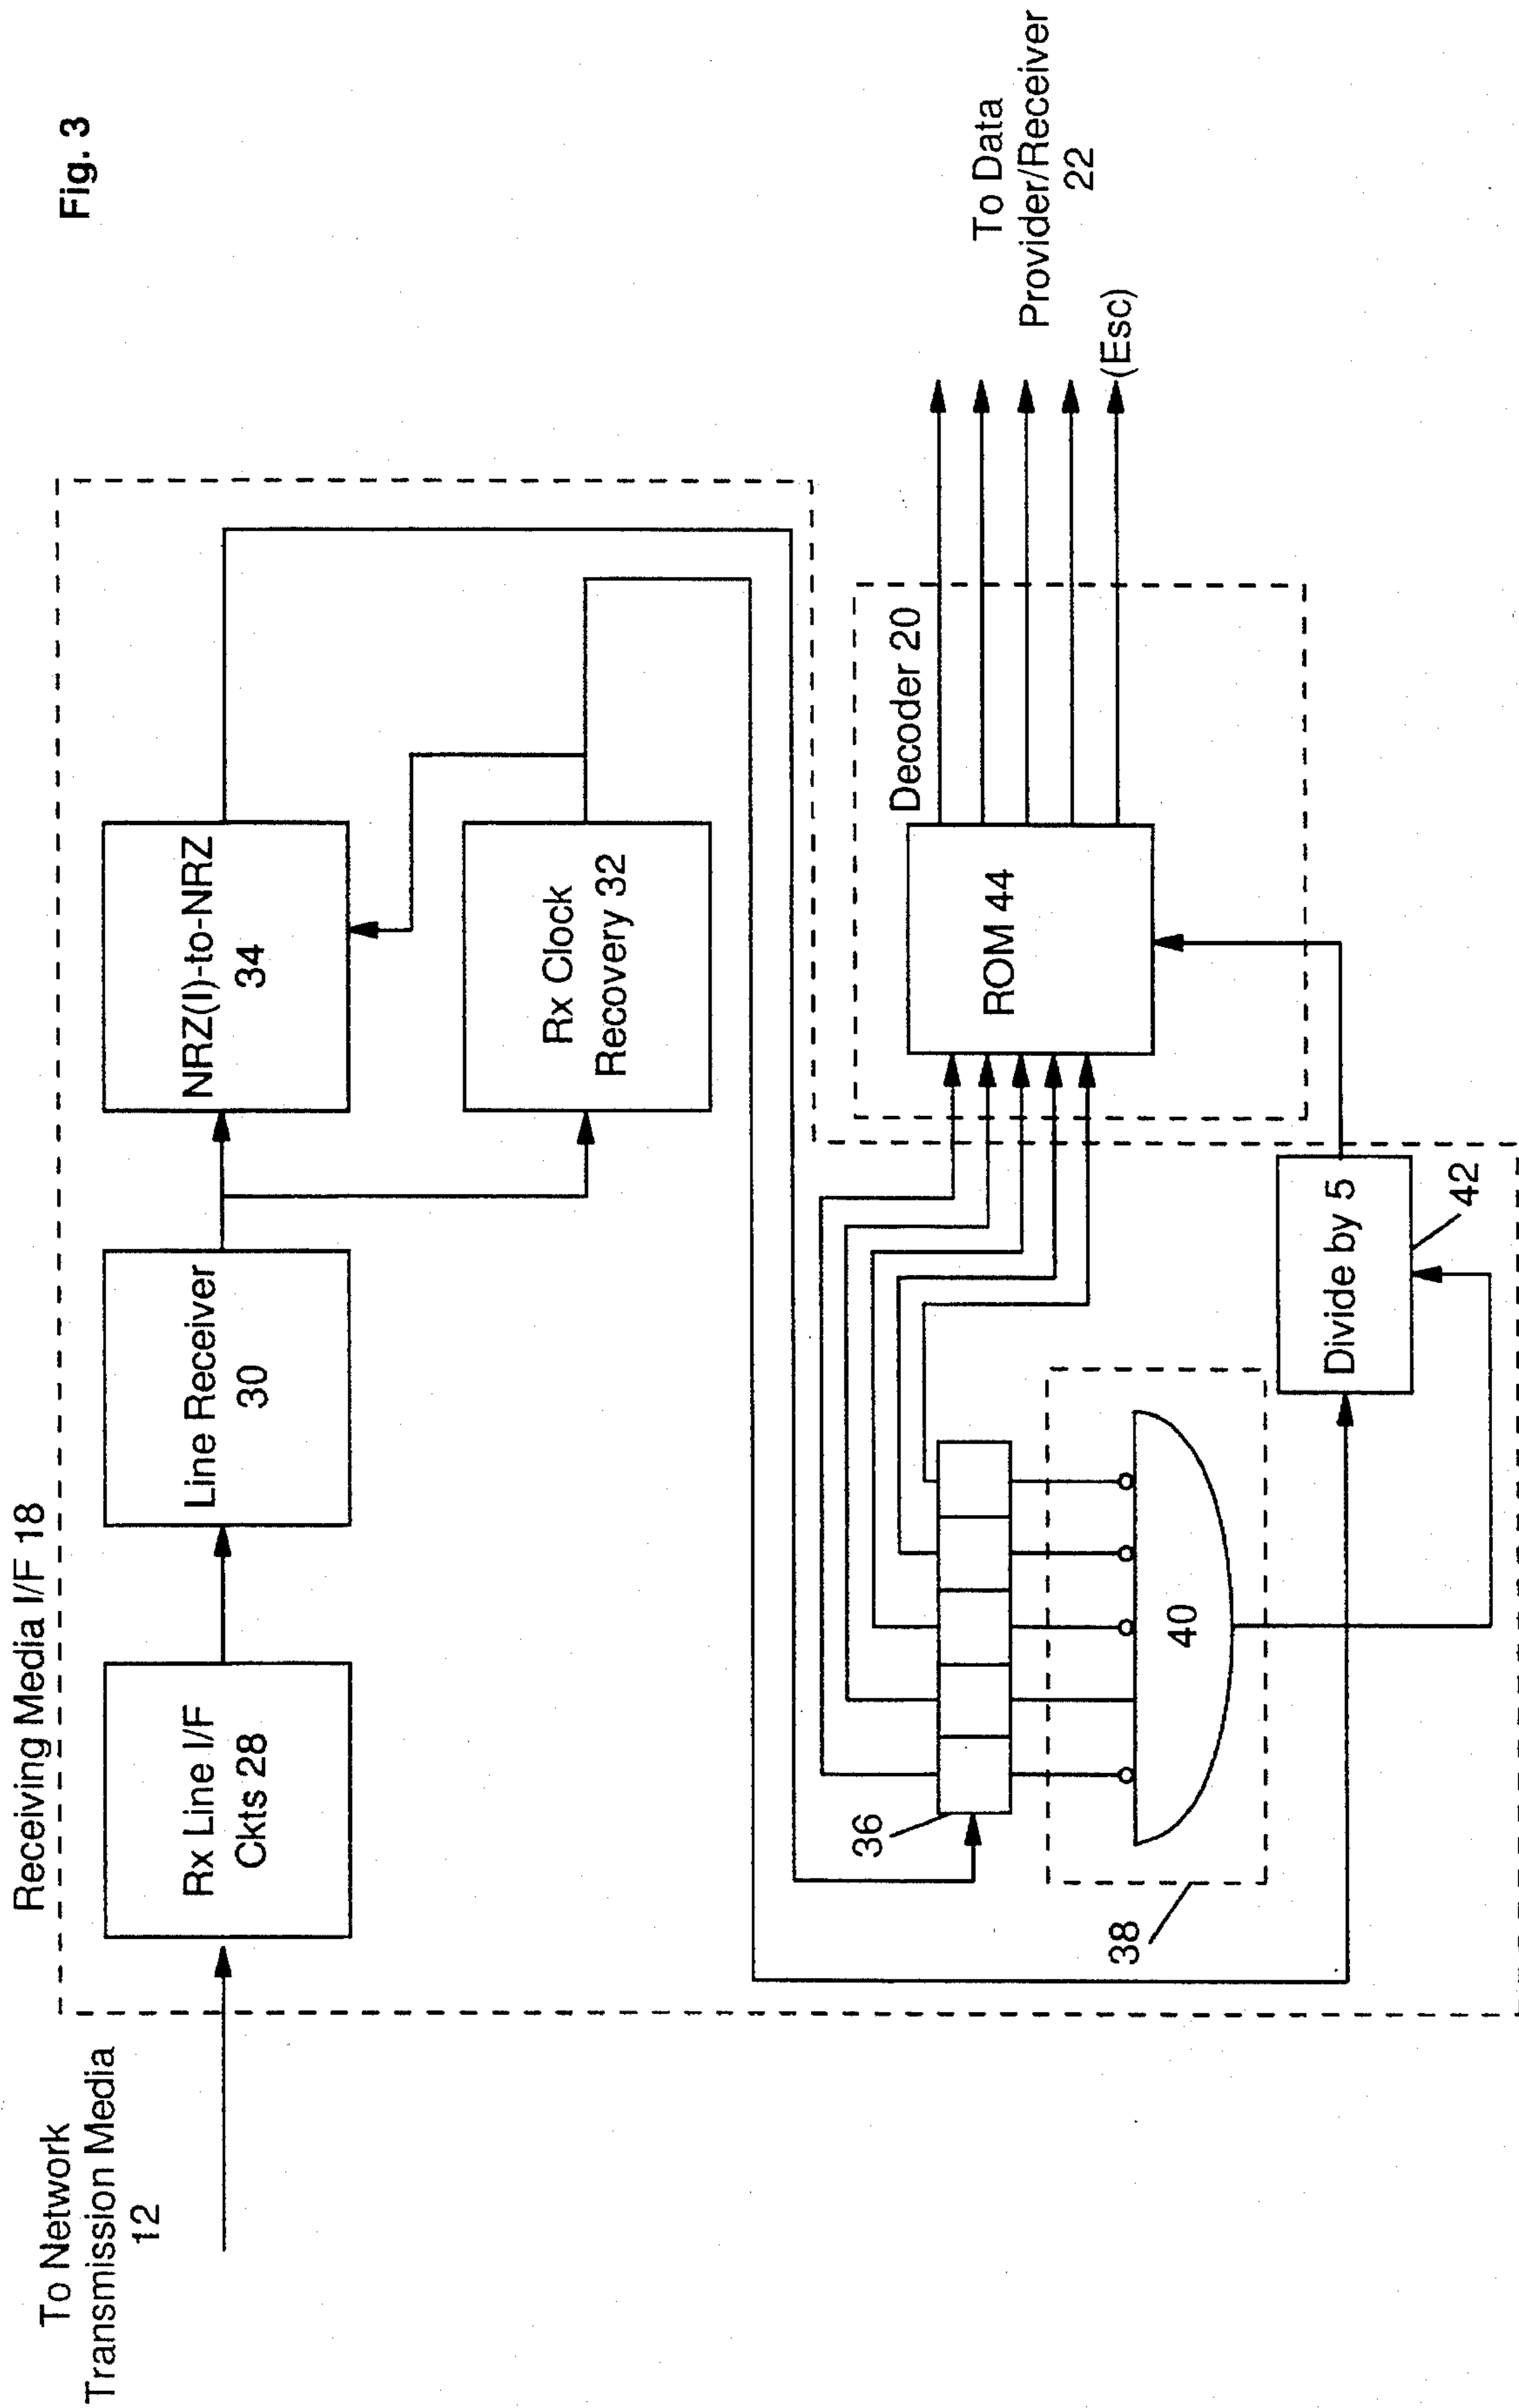 Fig. 3
Receiving Media I/F 18
To Network
Transmission Media
12
Rx Line I/F
Ckts 28
Line Receiver
30
NRZ(I)-to-NRZ
34
Rx Clock
Recovery 32
36
38
40
Divide by 5
42
Decoder 20
ROM 44
(Esc)
To Data
Provider/Receiver
22